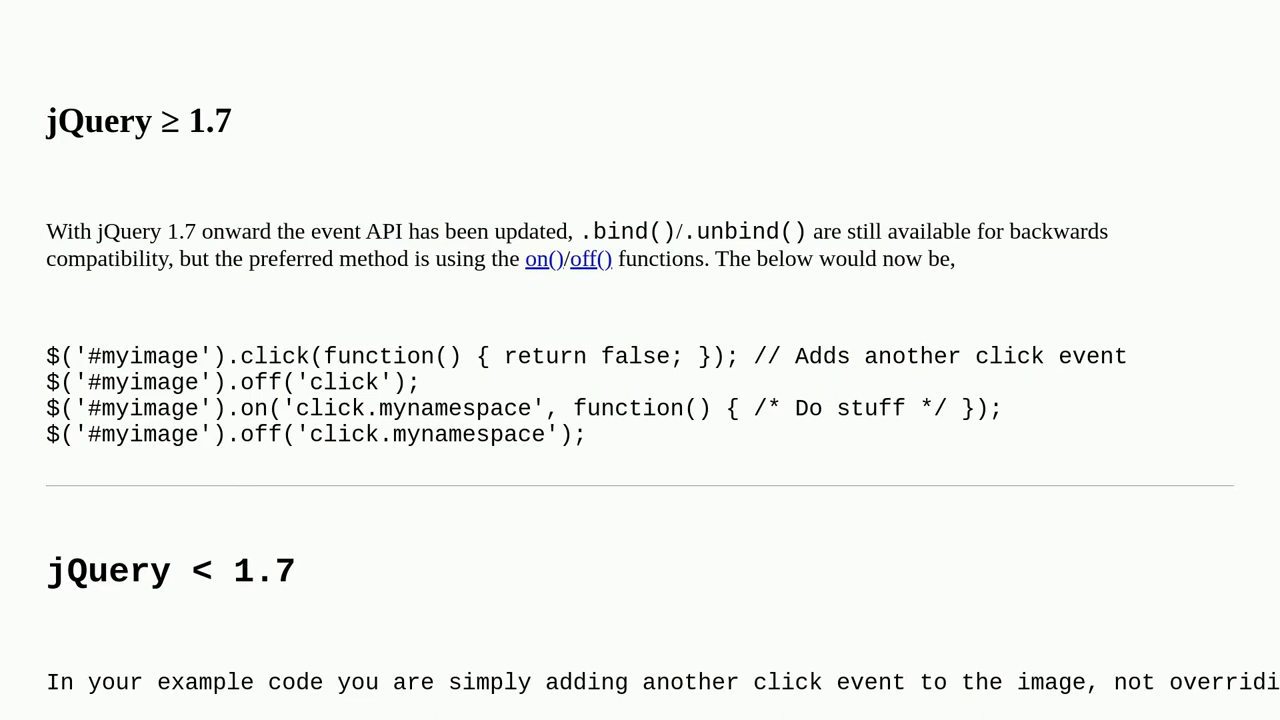 jQuery ≥ 1.7
With jQuery 1.7 onward the event API has been updated, .bind()/.unbind() are still available for backwards
compatibility, but the preferred method is using the on()/off() functions. The below would now be,
$('#myimage').click(function() { return false; }); // Adds another click event
$('#myimage').off('click');
$('#myimage').on('click.mynamespace', function() { /* Do stuff */ });
$('#myimage').off('click.mynamespace');
jQuery < 1.7
In your example code you are simply adding another click event to the image, not overridi